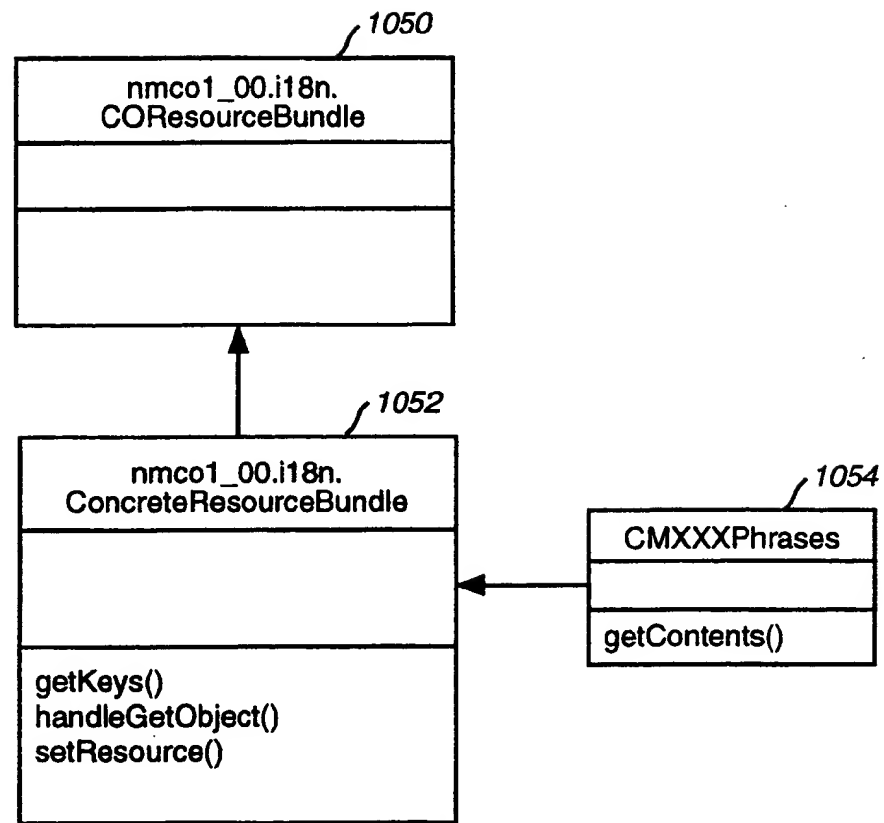 1050
nmco1_00.i18n.
COResourceBundle
1052
nmco1_00.i18n.
ConcreteResourceBundle
getKeys()
handleGetObject()
setResource()
1054
CMXXXPhrases
getContents()